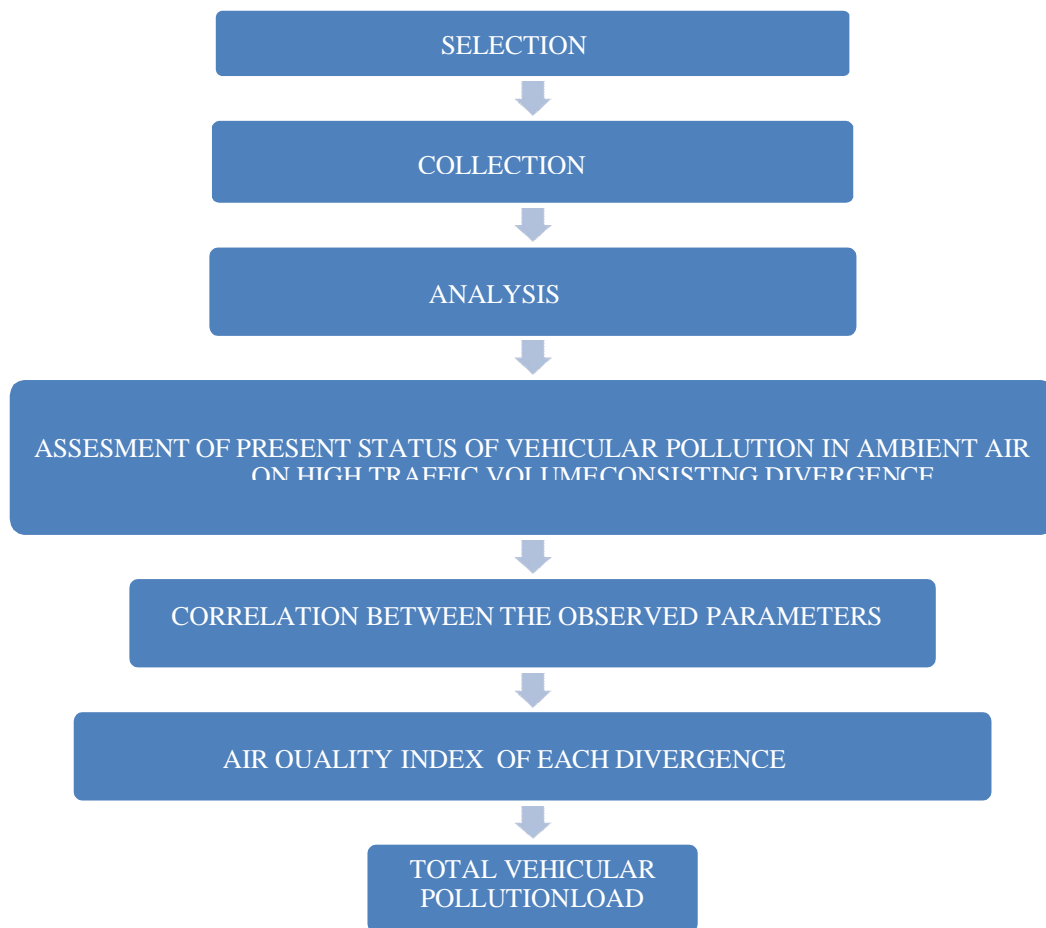 SELECTION
COLLECTION
ANALYSIS
ASSESMENT OF PRESENT STATUS OF VEHICULAR POLLUTION IN AMBIENT AIR
ON HIGH TRAFFIC VOLUMECONSISTING DIVERGENCE
CORRELATION BETWEEN THE OBSERVED PARAMETERS
AIR QUALITY INDEX OF EACH DIVERGENCE
TOTAL VEHICULAR
POLLUTIONLOAD